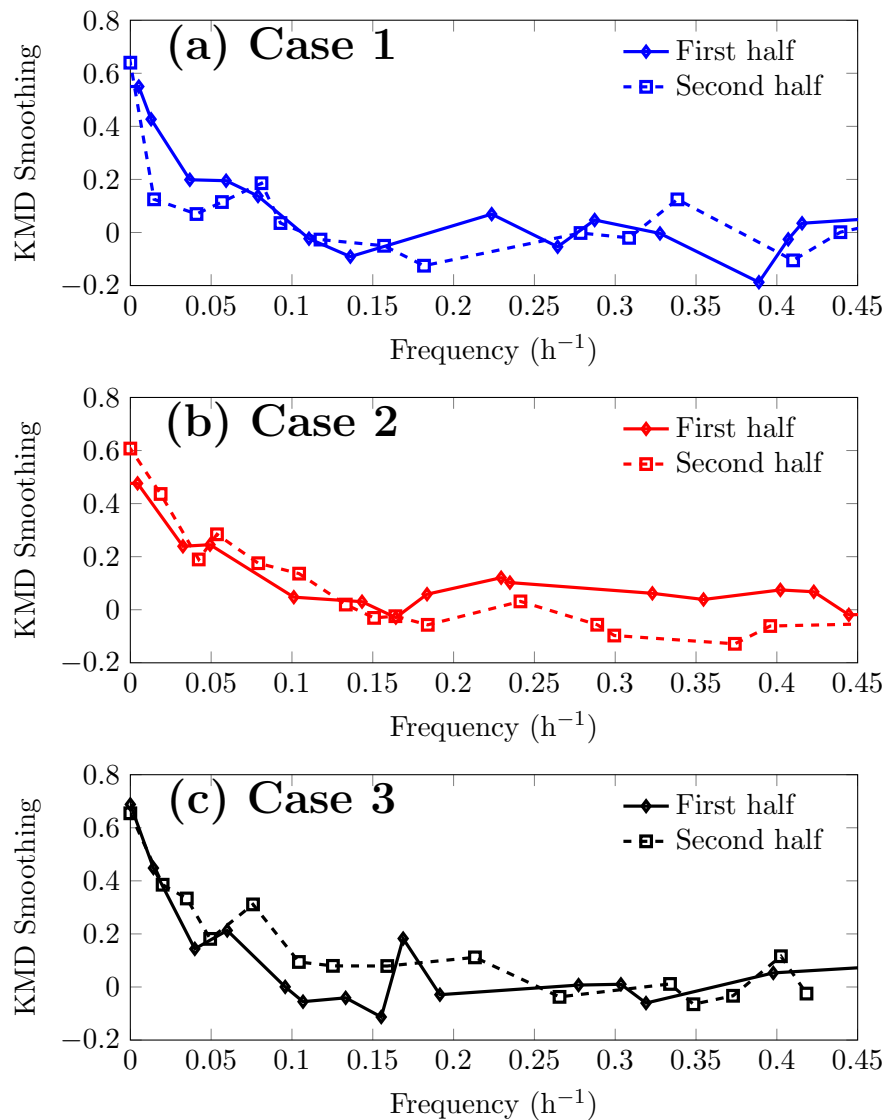 (a) Case 1
First half
Second half
KMD Smoothing
0.8
0.6
0.4
0.2
0
−0.2
0 0.05 0.1 0.15 0.2 0.25 0.3 0.35 0.4 0.45
Frequency (h⁻¹)
(b) Case 2
First half
Second half
KMD Smoothing
0.8
0.6
0.4
0.2
0
−0.2
0 0.05 0.1 0.15 0.2 0.25 0.3 0.35 0.4 0.45
Frequency (h⁻¹)
(c) Case 3
First half
Second half
KMD Smoothing
0.8
0.6
0.4
0.2
0
−0.2
0 0.05 0.1 0.15 0.2 0.25 0.3 0.35 0.4 0.45
Frequency (h⁻¹)